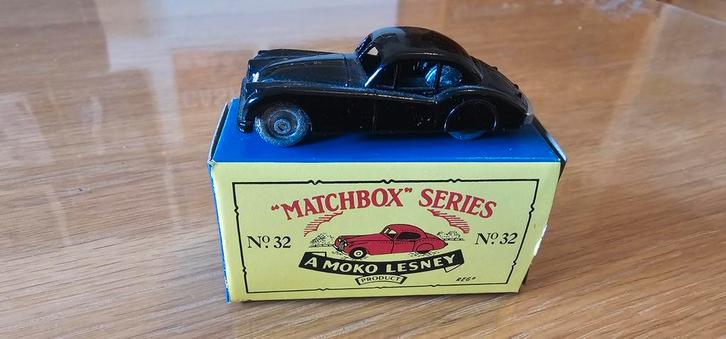 "MATCHBOX" SERIES
No. 32 No. 32
A MOKO LESNEY
PRODUCT
REGD